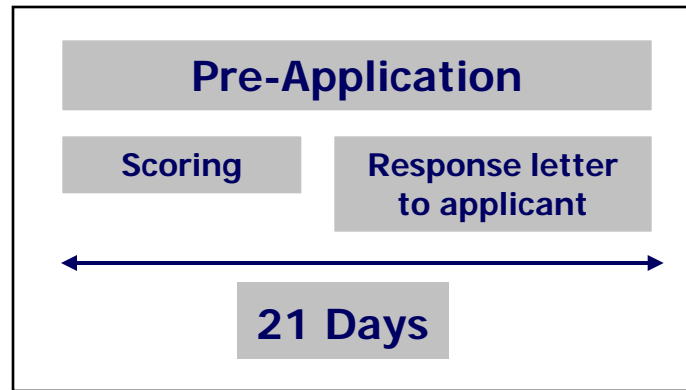 Pre-Application
Scoring
Response letter
to applicant
21 Days